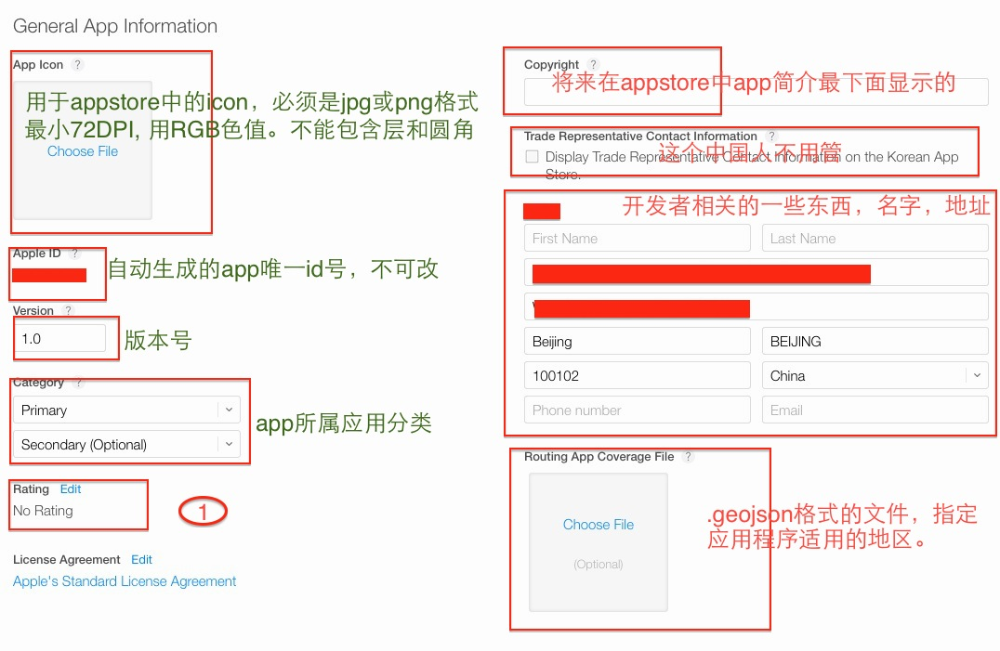 General App Information
App Icon ?
用于appstore中的icon，必须是jpg或png格式
最小72DPI, 用RGB色值。不能包含层和圆角
Choose File
Apple ID ?
自动生成的app唯一id号，不可改
Version ?
1.0
版本号
Category ?
Primary
Secondary (Optional)
app所属应用分类
Rating Edit
No Rating
1
License Agreement Edit
Apple's Standard License Agreement
Copyright ?
将来在appstore中app简介最下面显示的
Trade Representative Contact Information ?
这个中国人不用管
Display Trade Representative Contact Information on the Korean App
Store.
开发者相关的一些东西，名字，地址
First Name
Last Name
Beijing
BEIJING
100102
China
Phone number
Email
Routing App Coverage File ?
Choose File
(Optional)
.geojson格式的文件，指定
应用程序适用的地区。